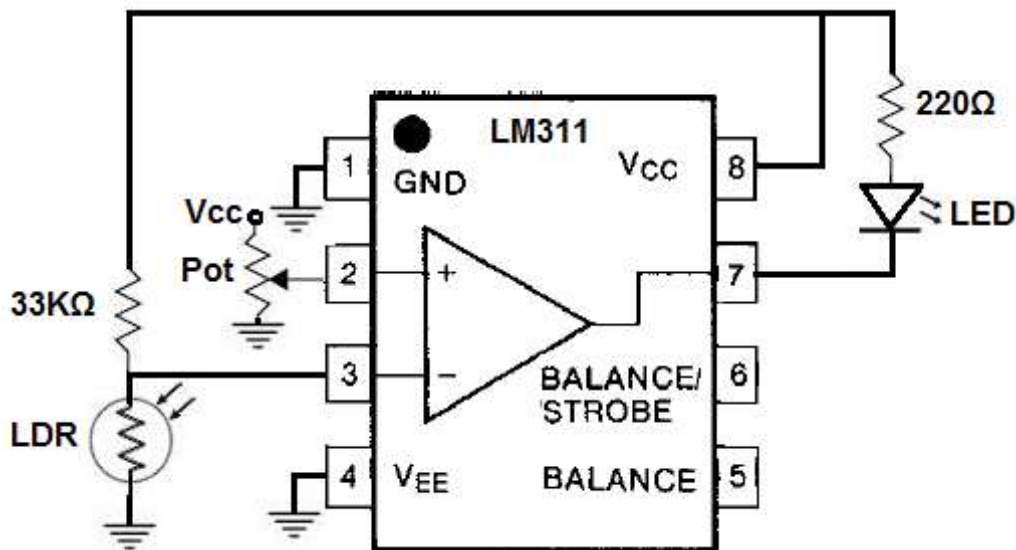 LM311
220Ω
1
GND
VCC
8
Vcc
LED
Pot
2
+
7
33KΩ
3
−
BALANCE/
STROBE
6
LDR
4
VEE
BALANCE
5